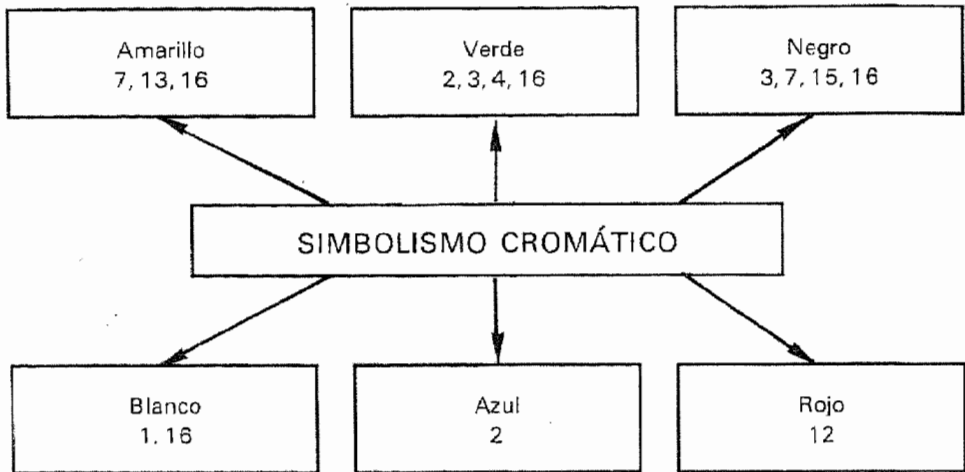 Amarillo
7, 13, 16
Verde
2, 3, 4, 16
Negro
3, 7, 15, 16
SIMBOLISMO CROMÁTICO
Blanco
1, 16
Azul
2
Rojo
12